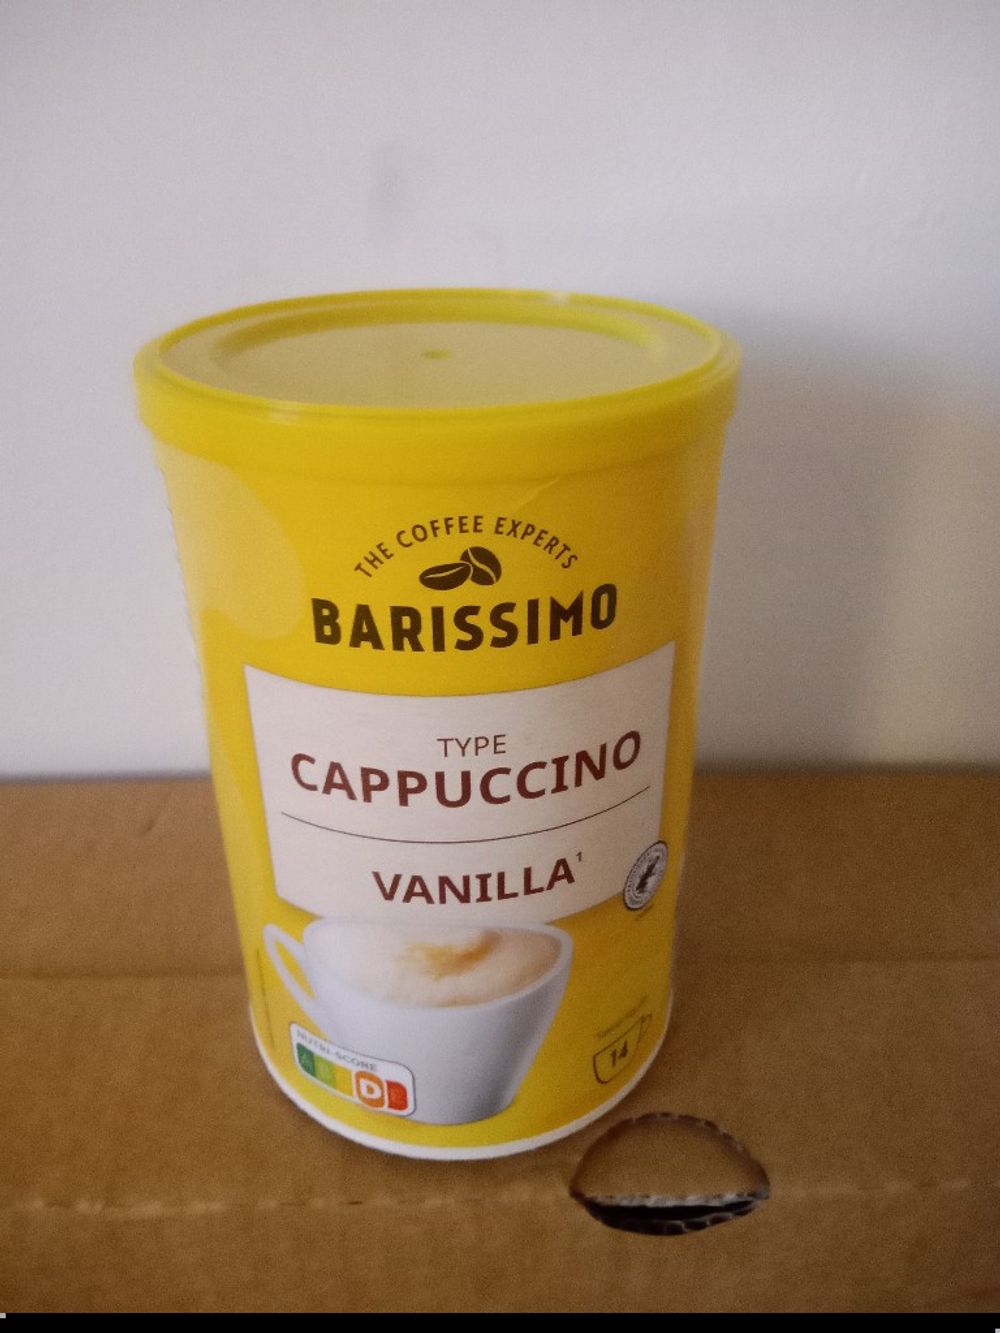 THE COFFEE EXPERTS
BARISSIMO
TYPE
CAPPUCCINO
VANILLA¹
NUTRI-SCORE
A B D E
14